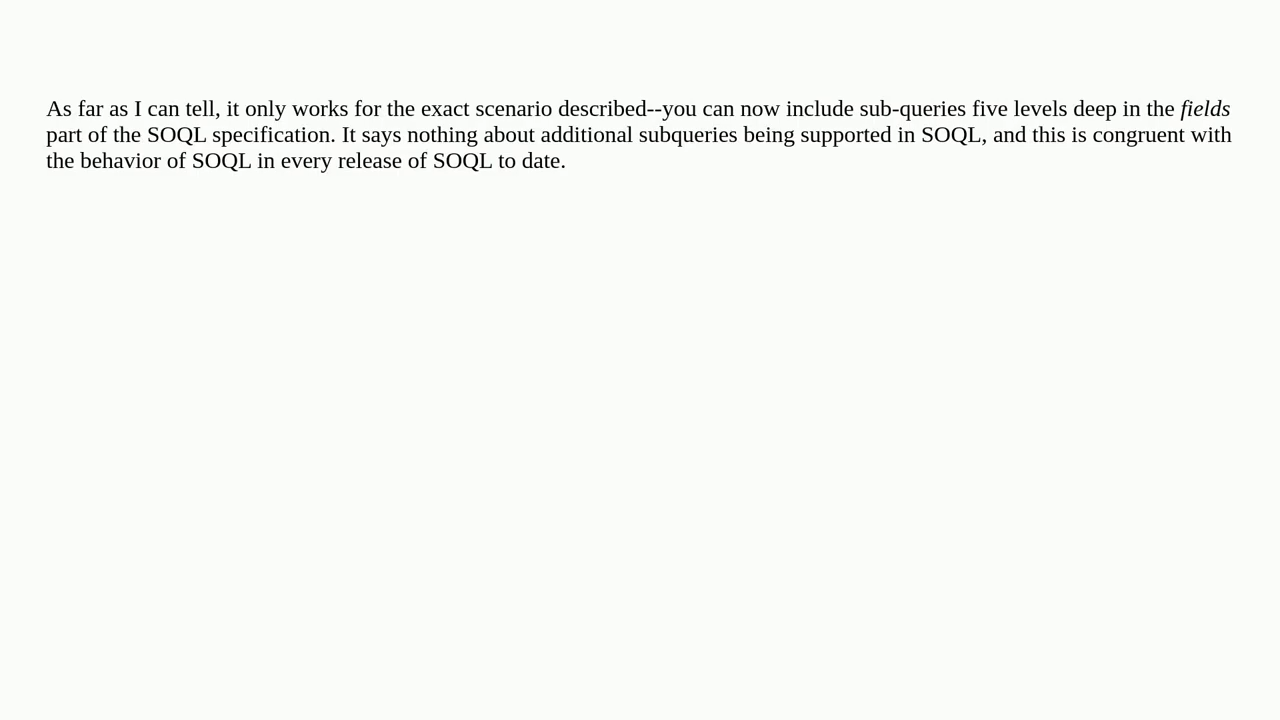 As far as I can tell, it only works for the exact scenario described--you can now include sub-queries five levels deep in the fields
part of the SOQL specification. It says nothing about additional subqueries being supported in SOQL, and this is congruent with
the behavior of SOQL in every release of SOQL to date.